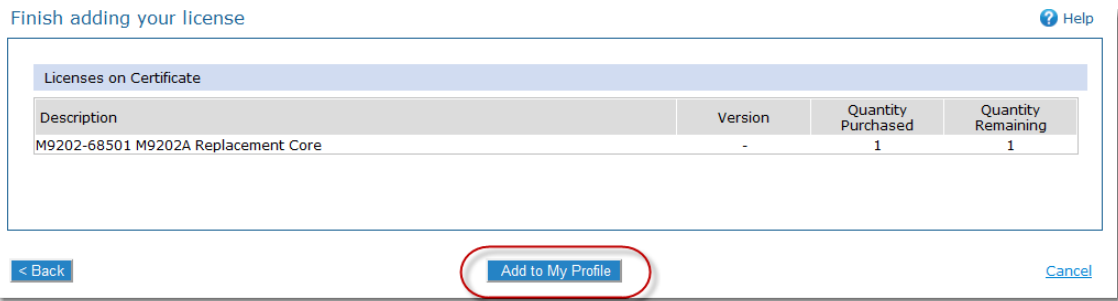 Finish adding your license
? Help
Licenses on Certificate
Description Version Quantity Purchased Quantity Remaining
M9202-68501 M9202A Replacement Core - 1 1
< Back Add to My Profile Cancel